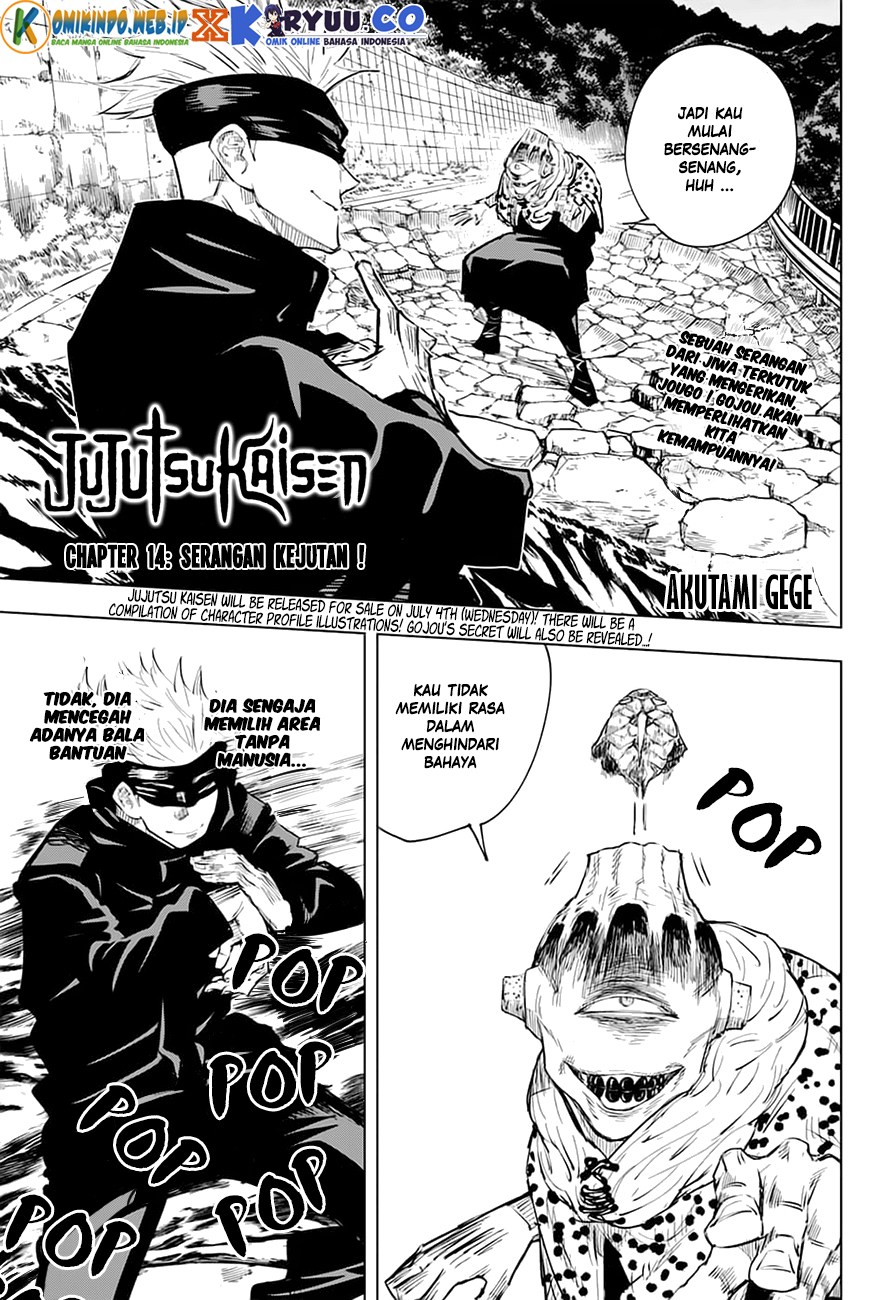 KOMIKINDO.WEB.ID X KIRYUU.CO
BACA MANGA ONLINE BAHASA INDONESIA
KOMIK ONLINE BAHASA INDONESIA
JADI KAU
MULAI
BERSENANG-
SENANG,
HUH ...
SEBUAH SERANGAN
DARI JIWA TERKUTUK
YANG MENGERIKAN,
JOUGO ! GOJOU AKAN
MEMPERLIHATKAN
KITA
KEMAMPUANNYA!
JUJUTSU KAISEN
CHAPTER 14: SERANGAN KEJUTAN !
AKUTAMI GEGE
JUJUTSU KAISEN WILL BE RELEASED FOR SALE ON JULY 4TH (WEDNESDAY)! THERE WILL BE A
COMPILATION OF CHARACTER PROFILE ILLUSTRATIONS! GOJOU'S SECRET WILL ALSO BE REVEALED..!
KAU TIDAK
MEMILIKI RASA
DALAM
MENGHINDARI
BAHAYA
POP
DIA SENGAJA
MEMILIH AREA
TANPA
MANUSIA...
TIDAK, DIA
MENCEGAH
ADANYA BALA
BANTUAN
POP
POP
POP
POP
POP